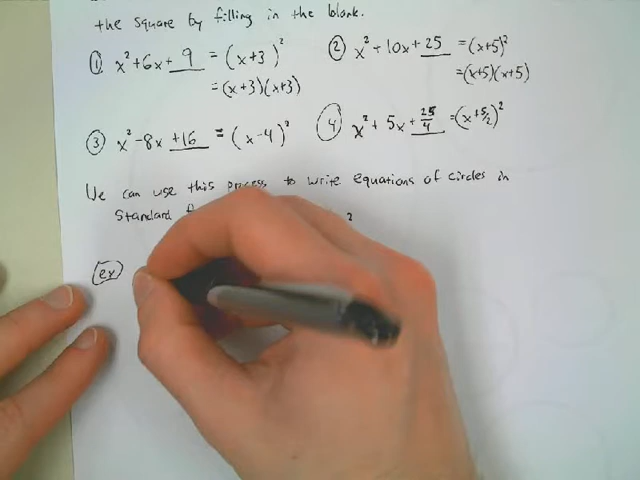 the square by filling in the blank.
① x² + 6x + 9 = (x+3)²
= (x+3)(x+3)
② x² + 10x + 25 = (x+5)²
= (x+5)(x+5)
③ x² - 8x +16 = (x-4)²
④ x² + 5x + 25/4 = (x+5/2)²
We can use this process to write equations of circles in
Standard
2
ex